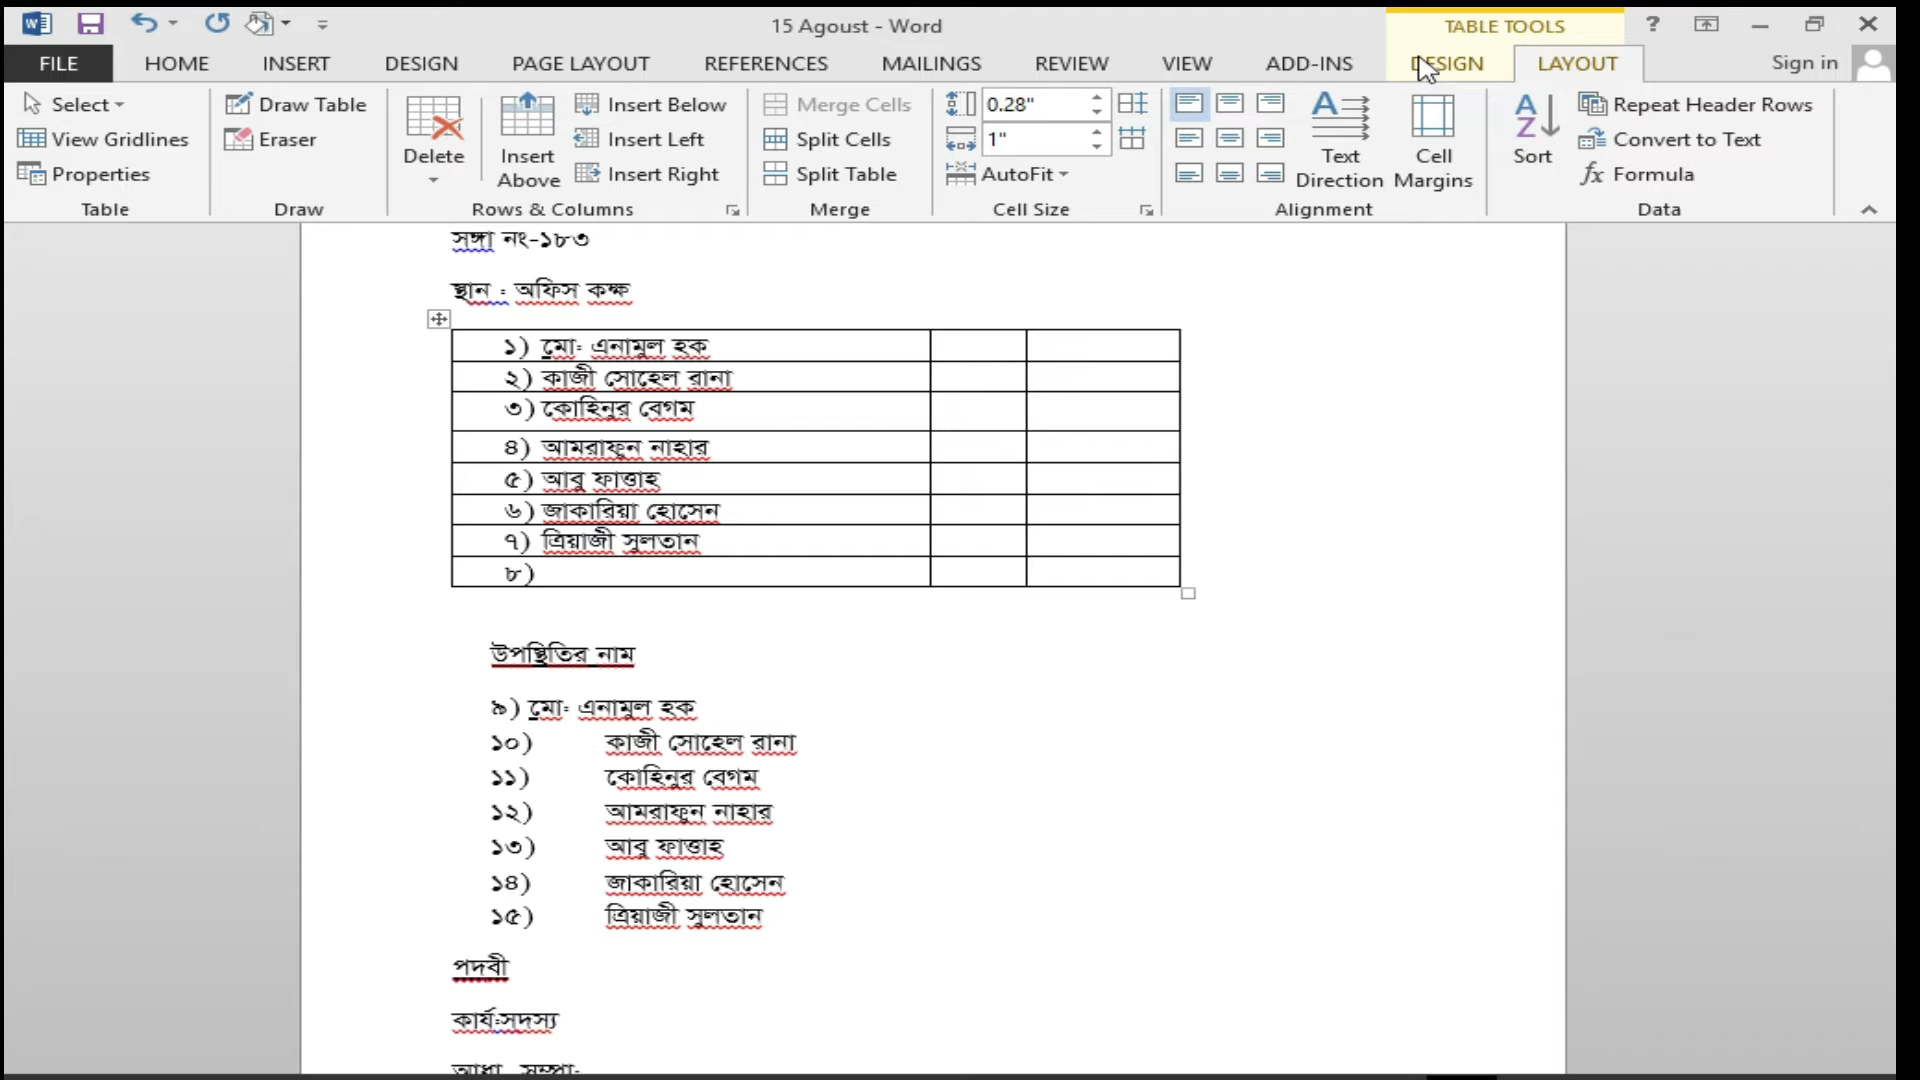 15 Agoust - Word
TABLE TOOLS
?
FILE
HOME
INSERT
DESIGN
PAGE LAYOUT
REFERENCES
MAILINGS
REVIEW
VIEW
ADD-INS
DESIGN
LAYOUT
Sign in
Select
View Gridlines
Properties
Table
Draw Table
Eraser
Draw
Delete
Insert Above
Insert Below
Insert Left
Insert Right
Rows & Columns
Merge Cells
Split Cells
Split Table
Merge
0.28"
1"
AutoFit
Cell Size
Text Direction
Cell Margins
Alignment
Sort
Repeat Header Rows
Convert to Text
fx Formula
Data
সঙ্গা নং-১৮৩
স্থান : অফিস কক্ষ
১) মো: এনামুল হক
২) কাজী সোহেল রানা
৩) কোহিনুর বেগম
৪) আমরাফুন নাহার
৫) আবু ফাত্তাহ
৬) জাকারিয়া হোসেন
৭) ত্রিয়াজী সুলতান
৮)
উপস্থিতির নাম
৯) মো: এনামুল হক
১০) কাজী সোহেল রানা
১১) কোহিনুর বেগম
১২) আমরাফুন নাহার
১৩) আবু ফাত্তাহ
১৪) জাকারিয়া হোসেন
১৫) ত্রিয়াজী সুলতান
পদবী
কার্য:সদস্য